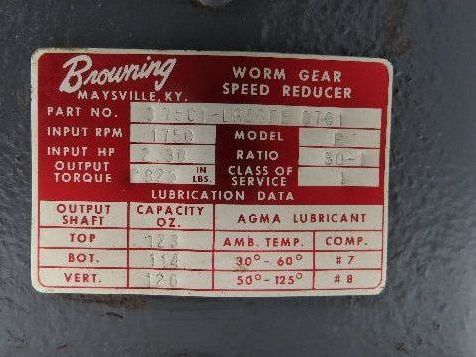 Browning
MAYSVILLE, KY.
WORM GEAR
SPEED REDUCER
PART NO.
INPUT RPM 1750 MODEL P
INPUT HP RATIO 30-1
OUTPUT TORQUE IN LBS. CLASS OF SERVICE 1
LUBRICATION DATA
OUTPUT SHAFT CAPACITY OZ. AGMA LUBRICANT
TOP 123 AMB. TEMP. COMP.
BOT. 114 30° - 60° # 7
VERT. 120 50° - 125° # 8